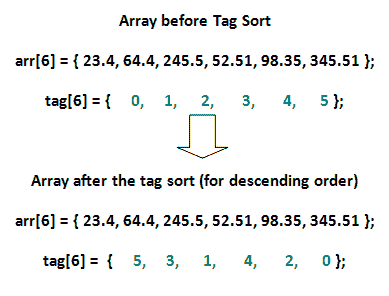 Array before Tag Sort
arr[6] = { 23.4, 64.4, 245.5, 52.51, 98.35, 345.51 };
tag[6] = { 0, 1, 2, 3, 4, 5 };
Array after the tag sort (for descending order)
arr[6] = { 23.4, 64.4, 245.5, 52.51, 98.35, 345.51 };
tag[6] = { 5, 3, 1, 4, 2, 0 };